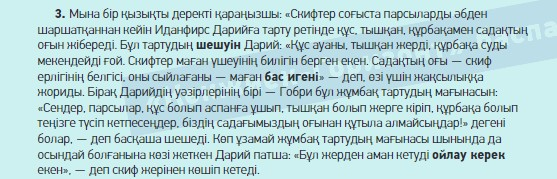 3. Мына бір қызықты деректі қараңызшы: «Скифтер соғыста парсыларды әбден
шаршатқаннан кейін Иданфирс Дарийға тарту ретінде құс, тышқан, құрбақамен садақтың
оғын жібереді. Бұл тартудың шешуін Дарий: «Құс ауаны, тышқан жерді, құрбақа суды
мекендейді ғой. Скифтер маған үшеуінің билігін берген екен. Садақтың оғы — скиф
ерлігінің белгісі, оны сыйлағаны — маған бас игені» — деп, өзі үшін жақсылыққа
жориды. Бірақ Дарийдың уәзірлерінің бірі — Гобри бұл жұмбақ тартудың мағынасын:
«Сендер, парсылар, құс болып аспанға ұшып, тышқан болып жерге кіріп, құрбақа болып
теңізге түсіп кетпесеңдер, біздің садағымыздың оғынан құтыла алмайсыңдар!» дегені
болар, — деп басқаша шешеді. Көп ұзамай жұмбақ тартудың мағынасы шынында да
осындай болғанына көзі жеткен Дарий патша: «Бұл жерден аман кетуді ойлау керек
екен», — деп скиф жерінен көшіп кетеді.